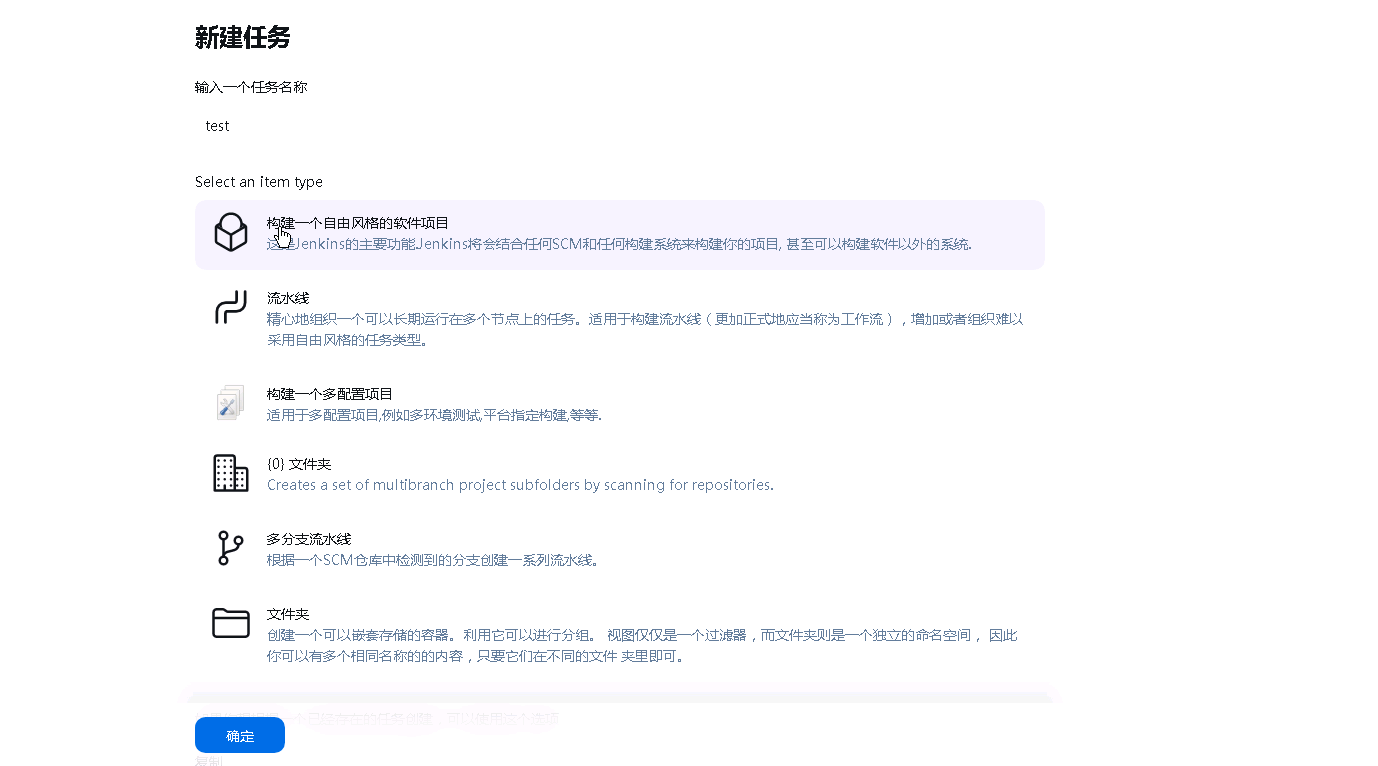 新建任务
输入一个任务名称
test
Select an item type
构建一个自由风格的软件项目
这是Jenkins的主要功能.Jenkins将会结合任何SCM和任何构建系统来构建你的项目, 甚至可以构建软件以外的系统.
流水线
精心地组织一个可以长期运行在多个节点上的任务。适用于构建流水线（更加正式地应当称为工作流），增加或者组织难以
采用自由风格的任务类型。
构建一个多配置项目
适用于多配置项目,例如多环境测试,平台指定构建,等等.
{0} 文件夹
Creates a set of multibranch project subfolders by scanning for repositories.
多分支流水线
根据一个SCM仓库中检测到的分支创建一系列流水线。
文件夹
创建一个可以嵌套存储的容器。利用它可以进行分组。 视图仅仅是一个过滤器，而文件夹则是一个独立的命名空间， 因此
你可以有多个相同名称的的内容，只要它们在不同的文件 夹里即可。
一个已经存在的任务创建，可以使用这个选项
确定
复制